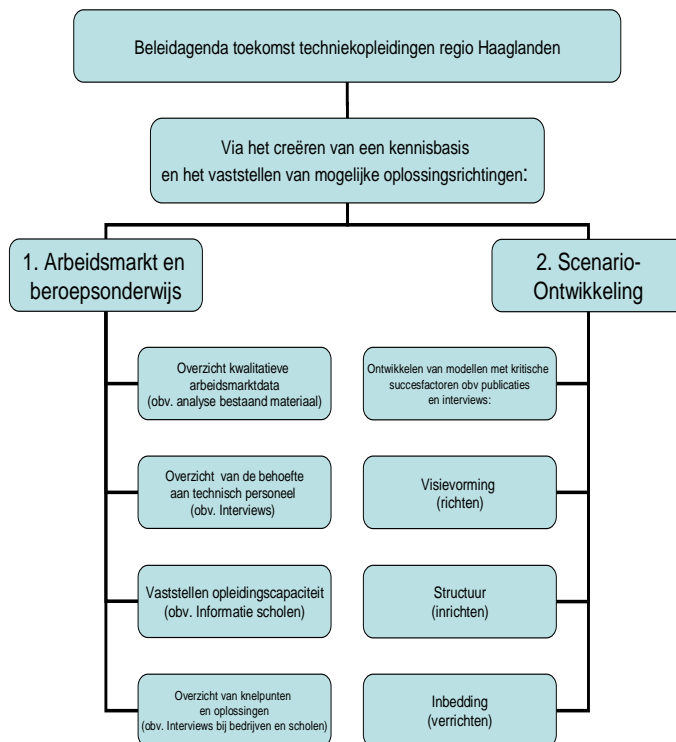 Beleidagenda toekomst techniekopleidingen regio Haaglanden
Via het creëren van een kennisbasis
en het vaststellen van mogelijke oplossingsrichtingen:
1. Arbeidsmarkt en
beroepsonderwijs
Overzicht kwalitatieve
arbeidsmarktdata
(obv. analyse bestaand materiaal)
Overzicht van de behoefte
aan technisch personeel
(obv. Interviews)
Vaststellen opleidingscapaciteit
(obv. Informatie scholen)
Overzicht van knelpunten
en oplossingen
(obv. Interviews bij bedrijven en scholen)
2. Scenario-
Ontwikkeling
Ontwikkelen van modellen met kritische
succesfactoren obv publicaties
en interviews:
Visievorming
(richten)
Structuur
(inrichten)
Inbedding
(verrichten)